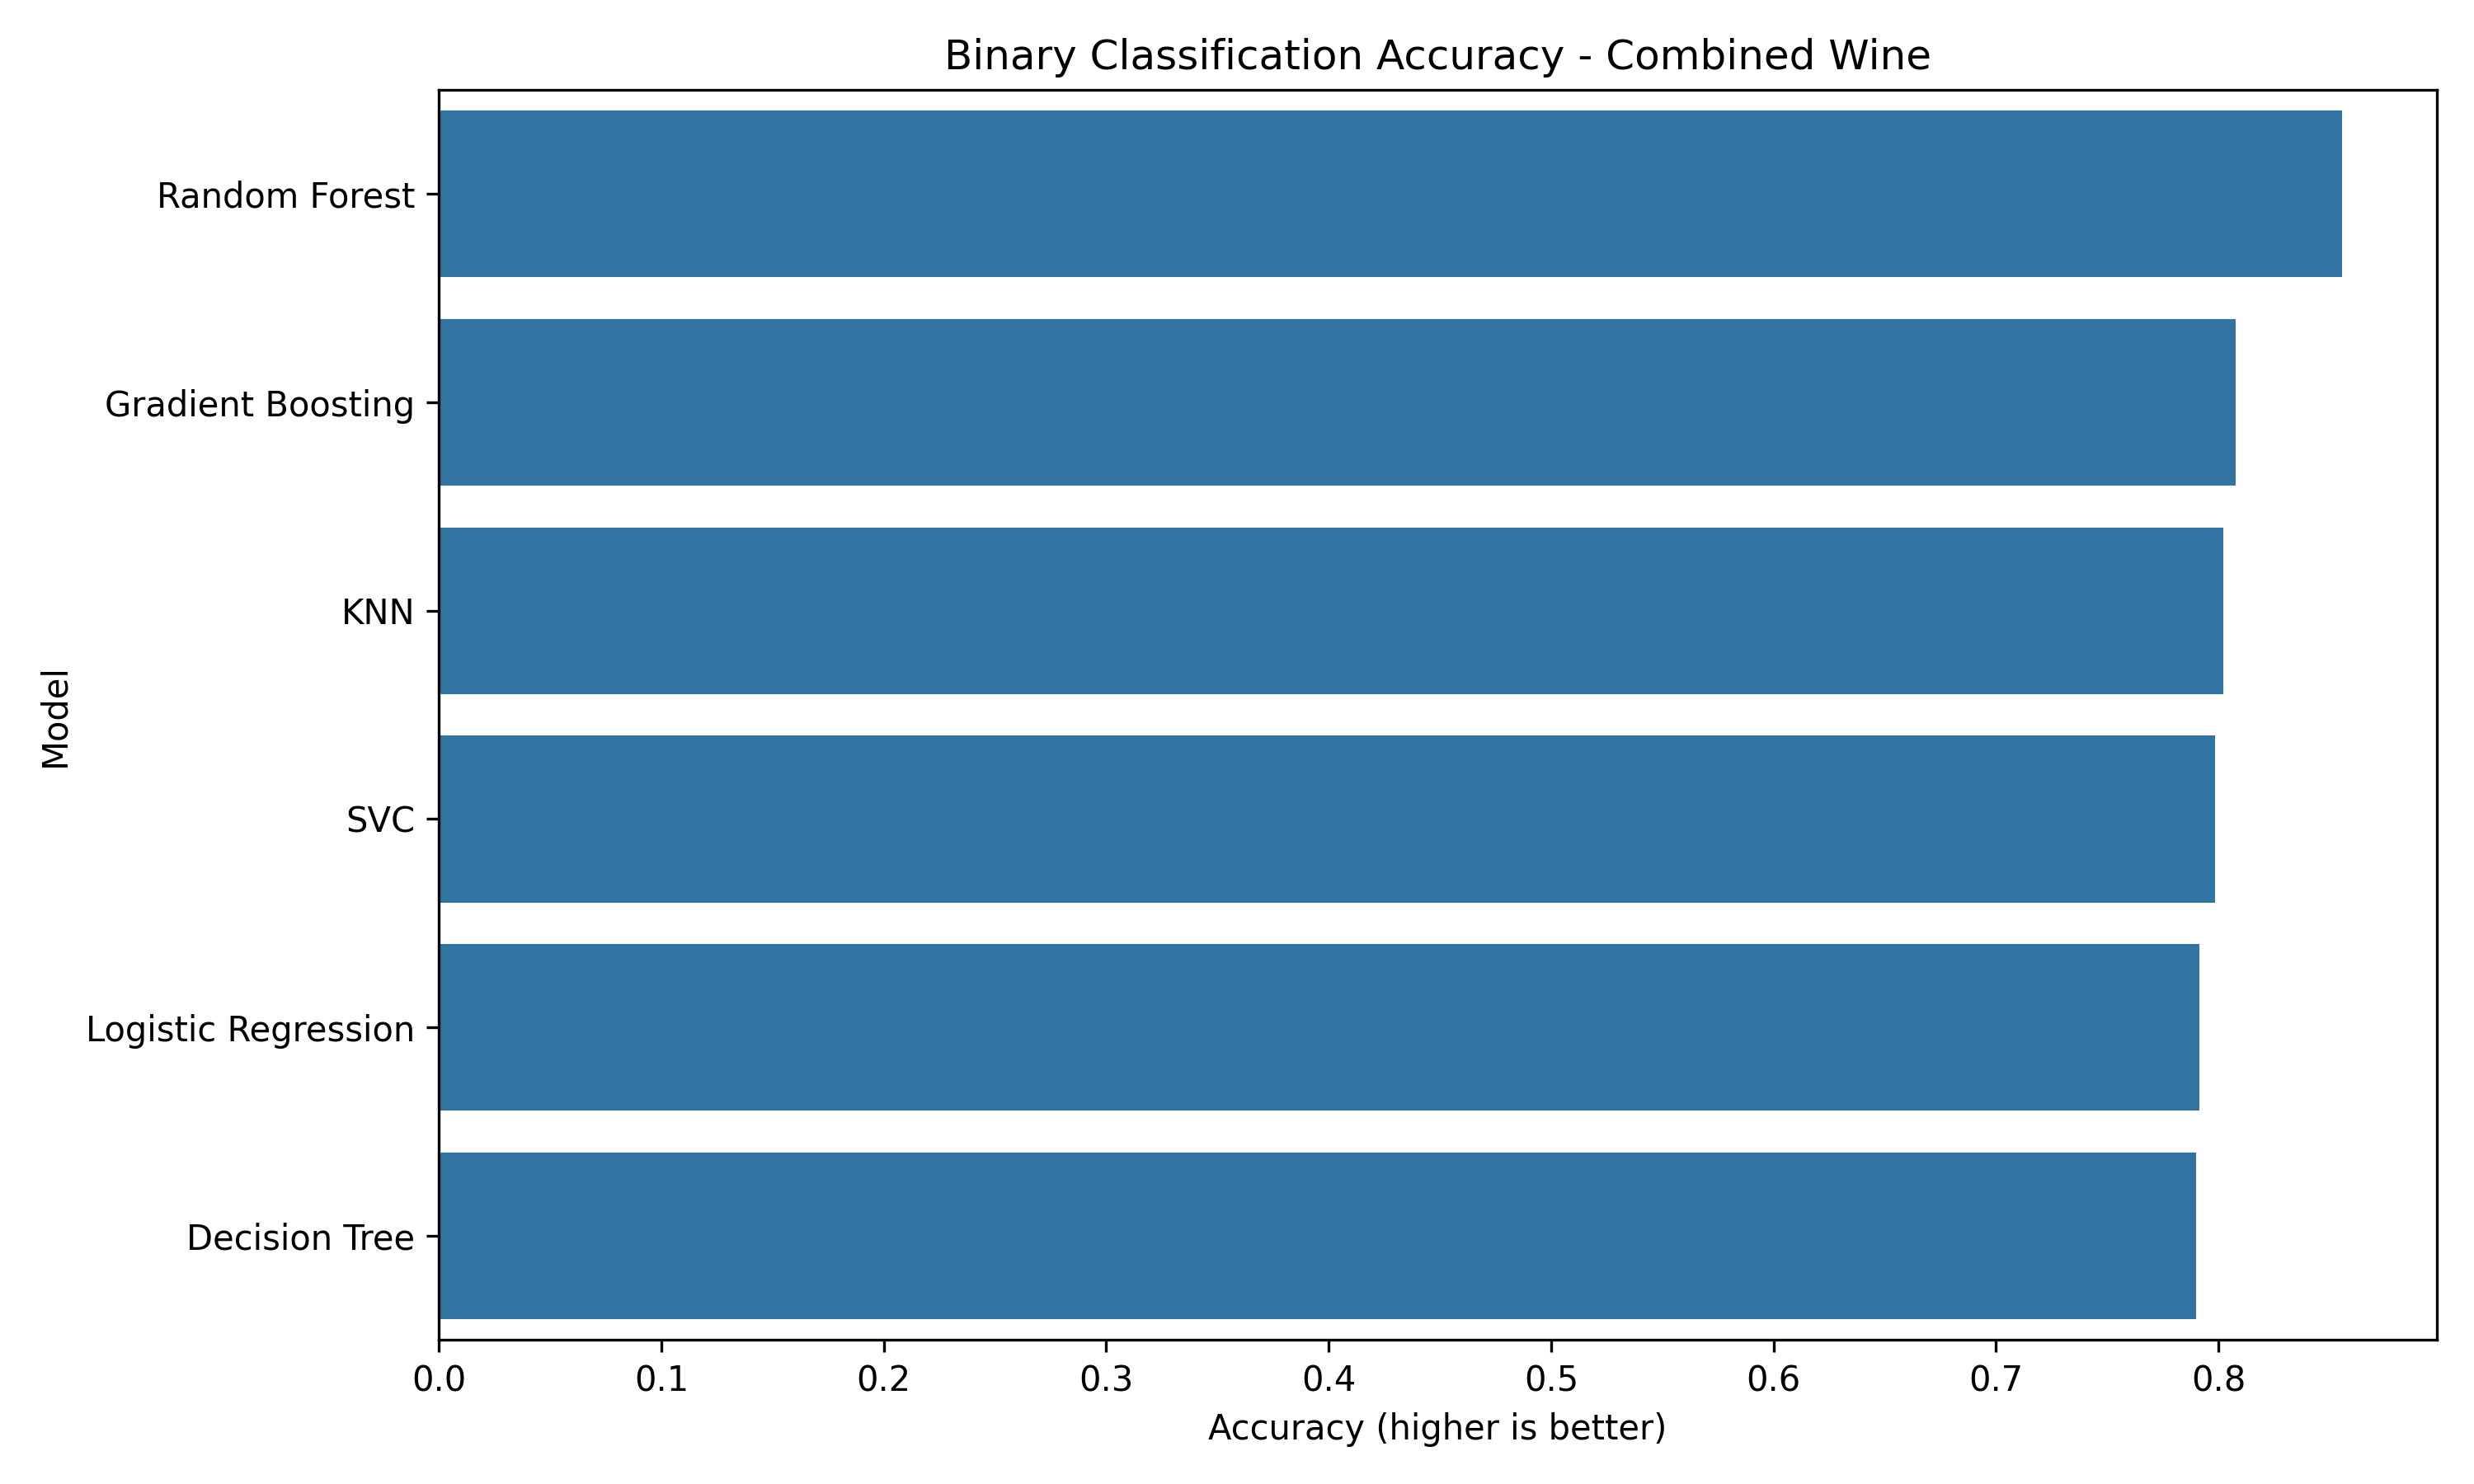 Binary Classification Accuracy - Combined Wine
Model
Random Forest
Gradient Boosting
KNN
SVC
Logistic Regression
Decision Tree
0.0 0.1 0.2 0.3 0.4 0.5 0.6 0.7 0.8
Accuracy (higher is better)